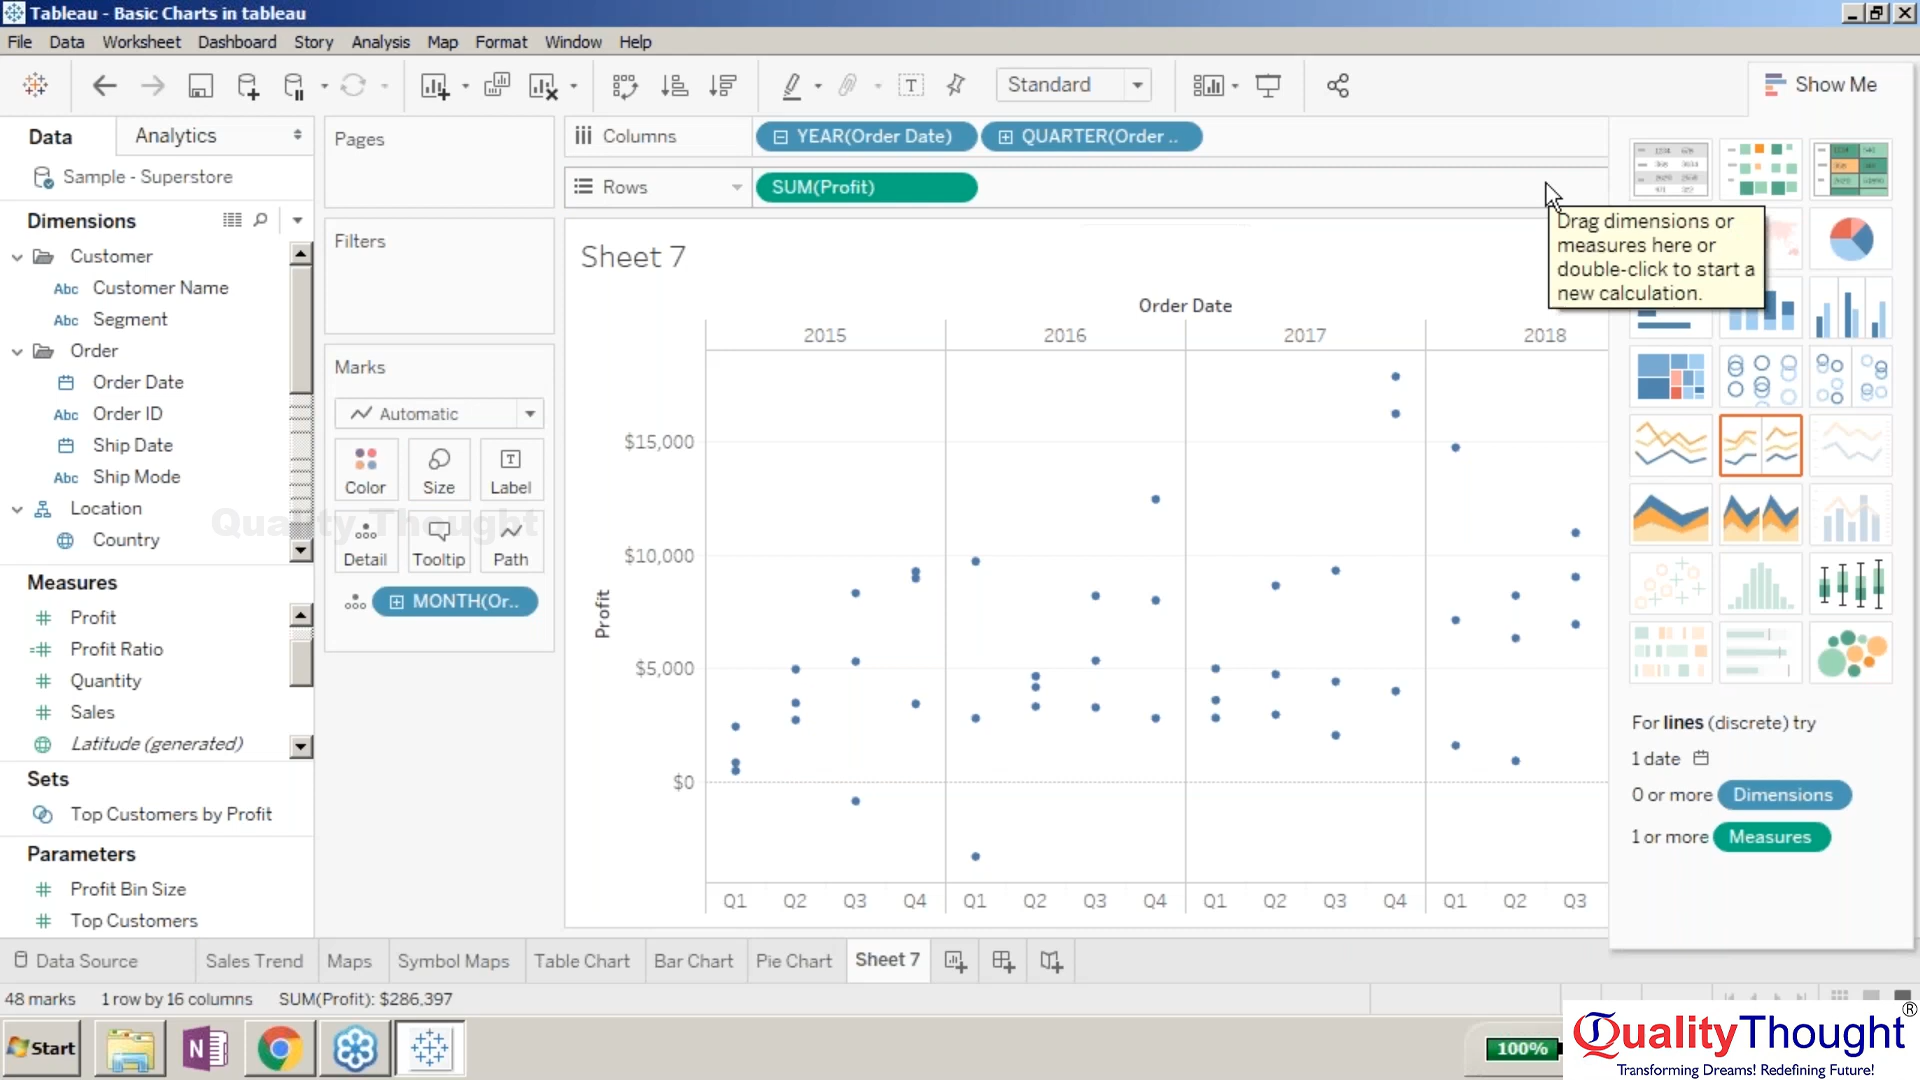 Tableau - Basic Charts in tableau
File Data Worksheet Dashboard Story Analysis Map Format Window Help
Standard
Show Me
Data
Analytics
Sample - Superstore
Dimensions
Customer
Abc Customer Name
Abc Segment
Order
Order Date
Abc Order ID
Ship Date
Abc Ship Mode
Location
Country
Measures
Profit
Profit Ratio
Quantity
Sales
Latitude (generated)
Sets
Top Customers by Profit
Parameters
Profit Bin Size
Top Customers
Pages
Filters
Marks
Automatic
Color Size Label
Detail Tooltip Path
MONTH(Or..
Quality Thought
Columns YEAR(Order Date) QUARTER(Order ..
Rows SUM(Profit)
Drag dimensions or
measures here or
double-click to start a
new calculation.
Sheet 7
Order Date
2015 2016 2017 2018
Profit
$15,000
$10,000
$5,000
$0
Q1 Q2 Q3 Q4 Q1 Q2 Q3 Q4 Q1 Q2 Q3 Q4 Q1 Q2 Q3
For lines (discrete) try
1 date
0 or more Dimensions
1 or more Measures
Data Source Sales Trend Maps Symbol Maps Table Chart Bar Chart Pie Chart Sheet 7
48 marks 1 row by 16 columns SUM(Profit): $286,397
Start
100%
QualityThought®
Transforming Dreams! Redefining Future!